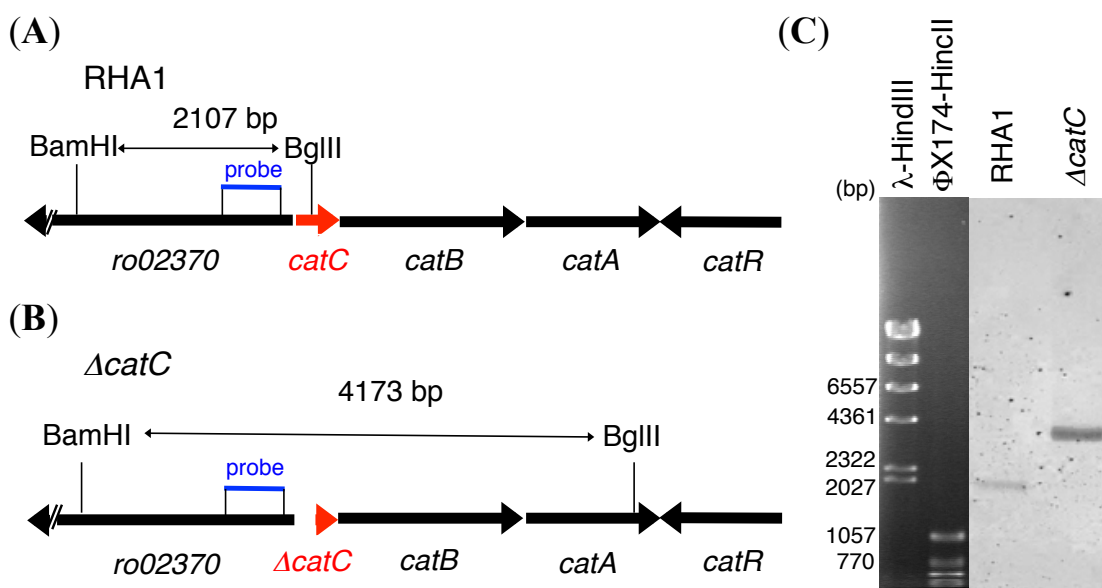 (A)
RHA1
2107 bp
BamHI
BglII
probe
ro02370
catC
catB
catA
catR
(B)
ΔcatC
4173 bp
BamHI
BglII
probe
ro02370
ΔcatC
catB
catA
catR
(C)
(bp)
λ-HindIII
ΦX174-HincII
RHA1
ΔcatC
6557
4361
2322
2027
1057
770